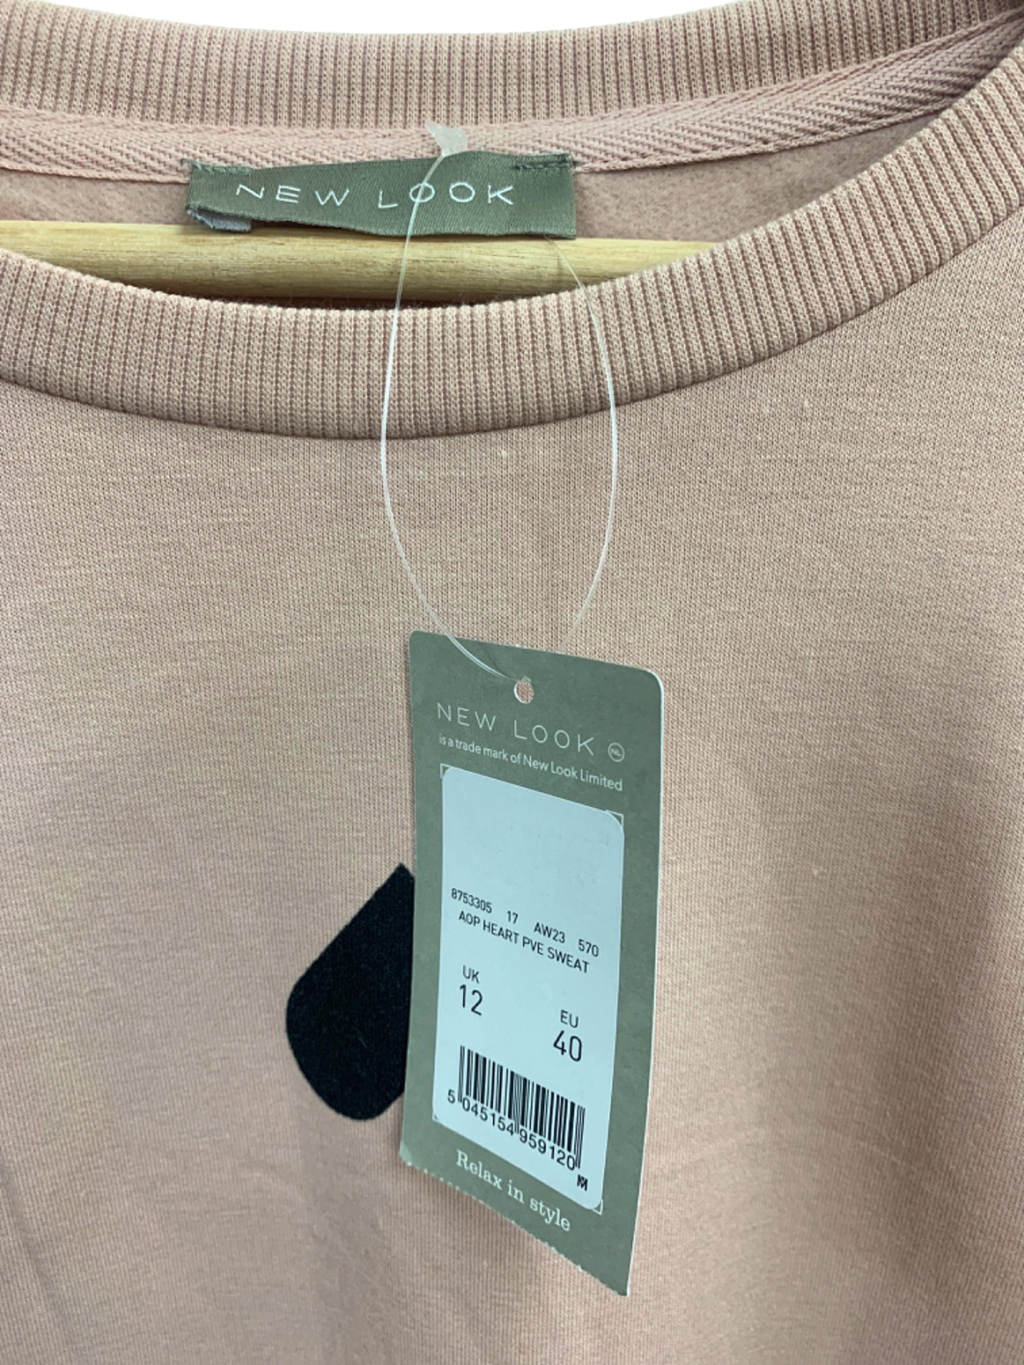 NEW LOOK
NEW LOOK NL
is a trade mark of New Look Limited
8753305 17 AW23 570
AOP HEART PVE SWEAT
UK
12
EU
40
5 045154 959120
Relax in style